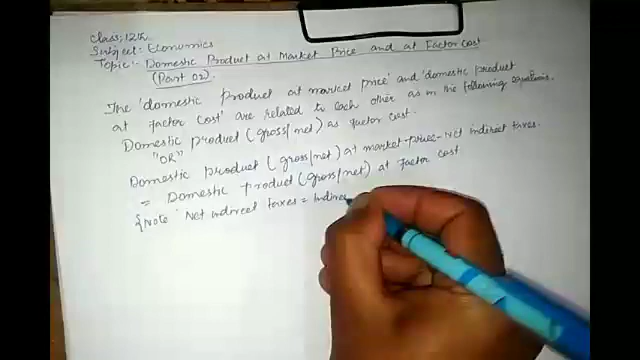 Class; 12th
Subject:- Economics
Topic:- Domestic Product at Market Price and at Factor Cost
(Part 02).
The 'domestic product at market price' and 'domestic product
at factor cost' are related to each other as in the following equations.
Domestic product (gross/net) as factor cost.
"OR"
Domestic product (gross/net) at market-price - Net indirect taxes.
= Domestic product (gross/net) at factor cost
{Note Net indirect taxes = Indirec